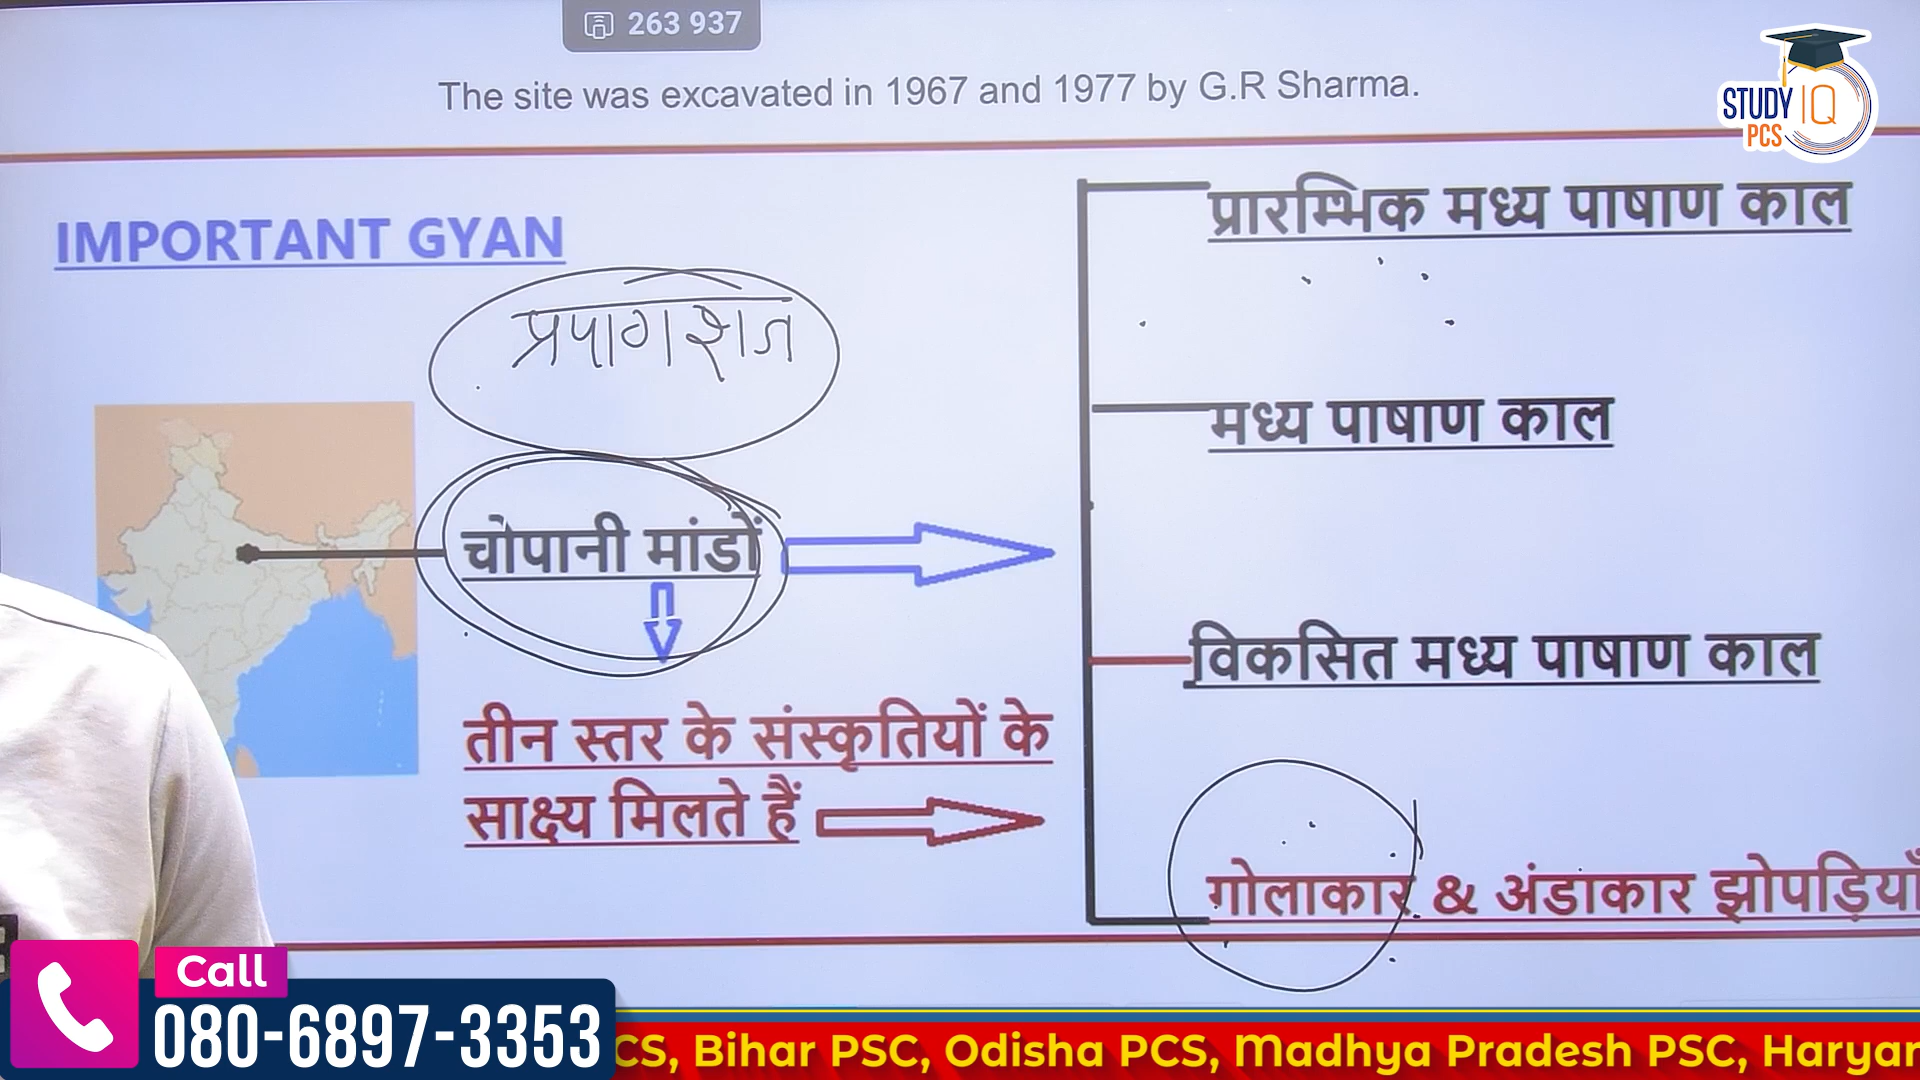 263 937
The site was excavated in 1967 and 1977 by G.R Sharma.
STUDY IQ
PCS
IMPORTANT GYAN
प्रारम्भिक मध्य पाषाण काल
प्रयागराज
मध्य पाषाण काल
चोपानी मांडों
विकसित मध्य पाषाण काल
तीन स्तर के संस्कृतियों के
साक्ष्य मिलते हैं
गोलाकार & अंडाकार झोपड़ियाँ
Call
080-6897-3353
CS, Bihar PSC, Odisha PCS, Madhya Pradesh PSC, Haryan